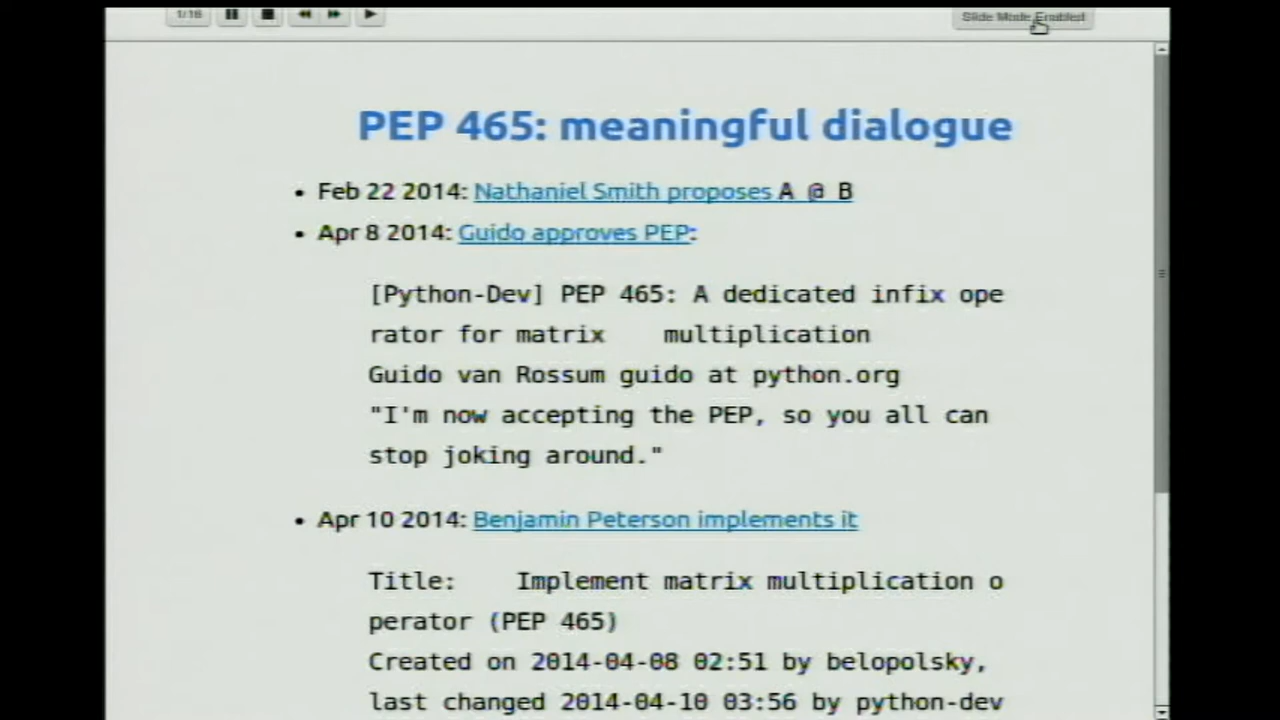 1/16
Slide Mode Enabled
PEP 465: meaningful dialogue
• Feb 22 2014: Nathaniel Smith proposes A @ B
• Apr 8 2014: Guido approves PEP:
[Python-Dev] PEP 465: A dedicated infix ope
rator for matrix    multiplication
Guido van Rossum guido at python.org
"I'm now accepting the PEP, so you all can
stop joking around."
• Apr 10 2014: Benjamin Peterson implements it
Title:    Implement matrix multiplication o
perator (PEP 465)
Created on 2014-04-08 02:51 by belopolsky,
last changed 2014-04-10 03:56 by python-dev